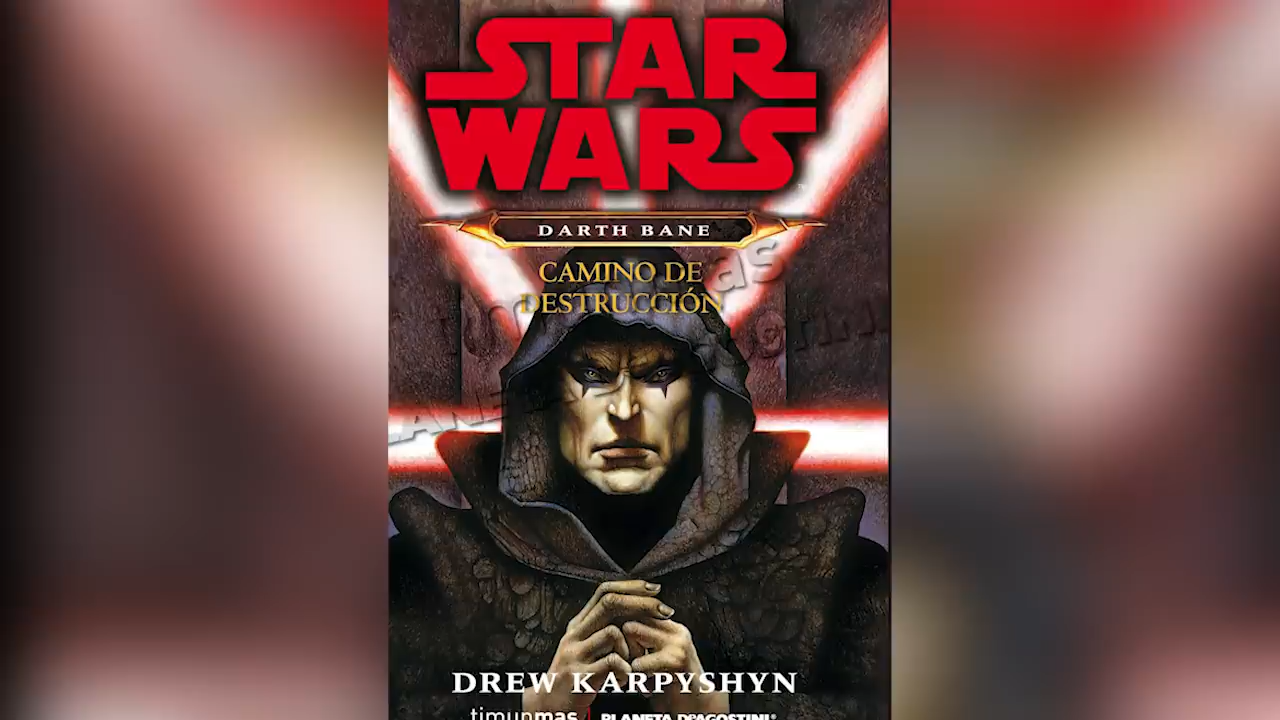 STAR
WARS
DARTH BANE
CAMINO DE
DESTRUCCIÓN
DREW KARPYSHYN
timunmas PLANETA DeAGOSTINI